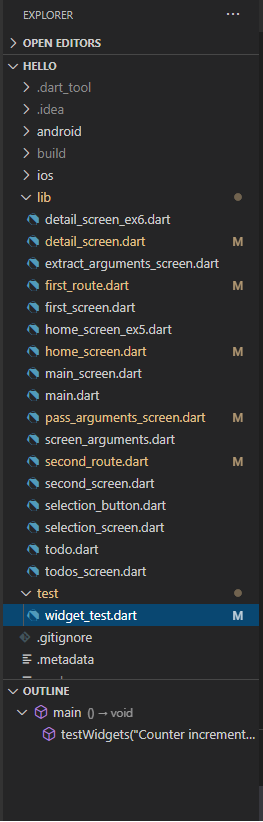 EXPLORER ...
OPEN EDITORS
HELLO
.dart_tool
.idea
android
build
ios
lib
detail_screen_ex6.dart
detail_screen.dart M
extract_arguments_screen.dart
first_route.dart M
first_screen.dart
home_screen_ex5.dart
home_screen.dart M
main_screen.dart
main.dart
pass_arguments_screen.dart M
screen_arguments.dart
second_route.dart M
second_screen.dart
selection_button.dart
selection_screen.dart
todo.dart
todos_screen.dart
test
widget_test.dart M
.gitignore
.metadata
OUTLINE
main () → void
testWidgets("Counter increment...